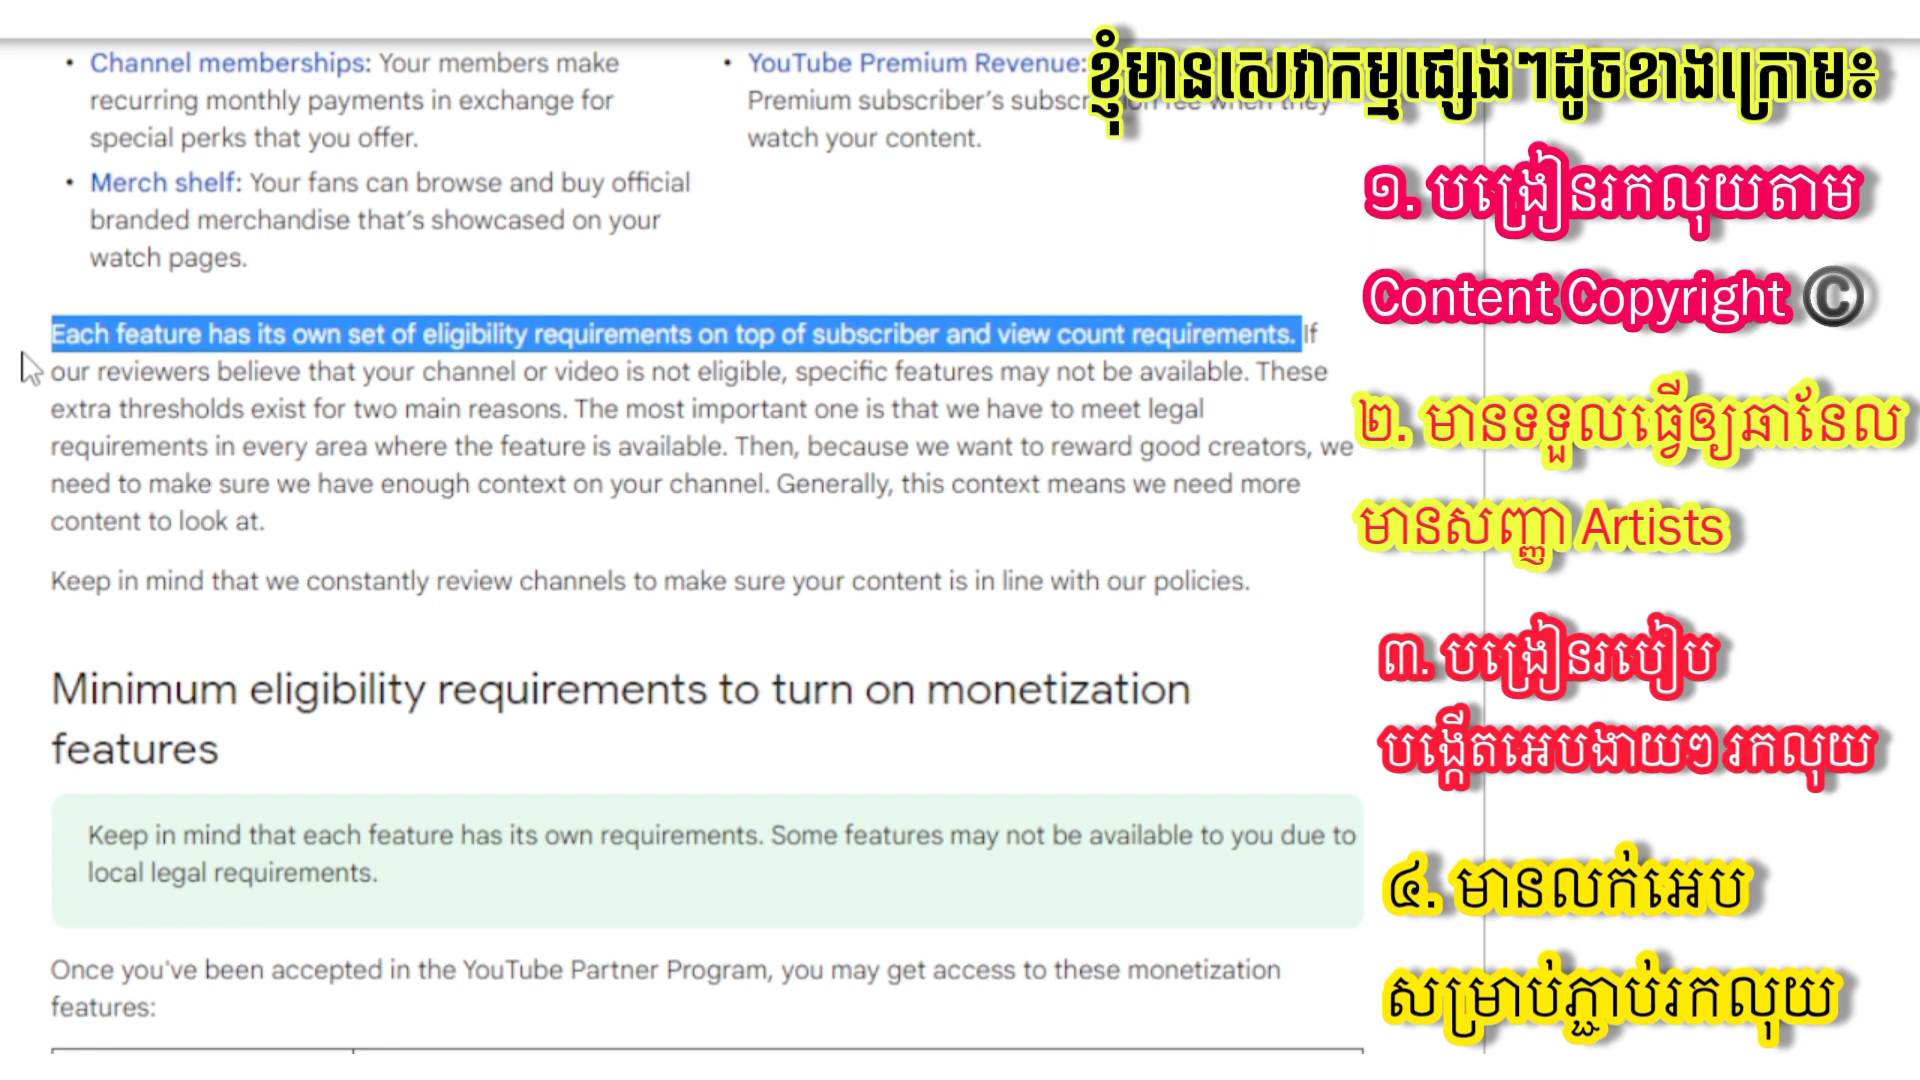 • Channel memberships: Your members make
recurring monthly payments in exchange for
special perks that you offer.
• Merch shelf: Your fans can browse and buy official
branded merchandise that's showcased on your
watch pages.
• YouTube Premium Revenue:
Premium subscriber's subscr
watch your content.
Each feature has its own set of eligibility requirements on top of subscriber and view count requirements. If
our reviewers believe that your channel or video is not eligible, specific features may not be available. These
extra thresholds exist for two main reasons. The most important one is that we have to meet legal
requirements in every area where the feature is available. Then, because we want to reward good creators, we
need to make sure we have enough context on your channel. Generally, this context means we need more
content to look at.
Keep in mind that we constantly review channels to make sure your content is in line with our policies.
Minimum eligibility requirements to turn on monetization
features
Keep in mind that each feature has its own requirements. Some features may not be available to you due to
local legal requirements.
Once you've been accepted in the YouTube Partner Program, you may get access to these monetization
features:
ខ្ញុំមានសេវាកម្មផ្សេងៗដូចខាងក្រោម៖
១. បង្រៀនរកលុយតាម
Content Copyright ©
២. មានទទួលធ្វើឲ្យឆានែល
មានសញ្ញា Artists
៣. បង្រៀនរបៀប
បង្កើតអេបងាយៗ រកលុយ
៤. មានលក់អេប
សម្រាប់ភ្ជាប់រកលុយ